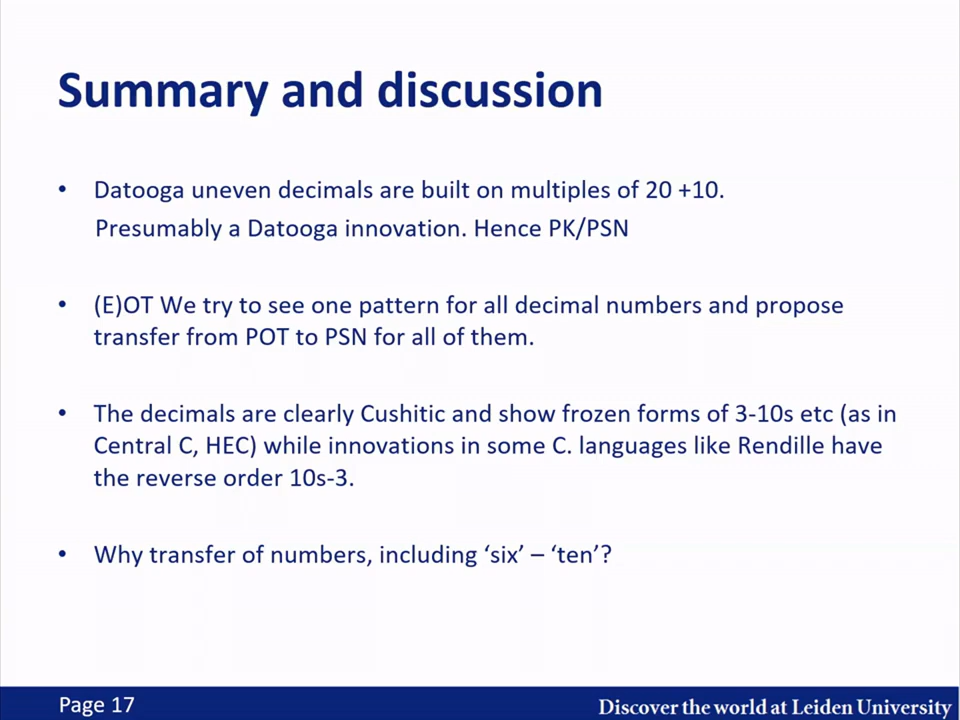 Summary and discussion
• Datooga uneven decimals are built on multiples of 20 +10.
Presumably a Datooga innovation. Hence PK/PSN
• (E)OT We try to see one pattern for all decimal numbers and propose
transfer from POT to PSN for all of them.
• The decimals are clearly Cushitic and show frozen forms of 3-10s etc (as in
Central C, HEC) while innovations in some C. languages like Rendille have
the reverse order 10s-3.
• Why transfer of numbers, including ‘six’ – ‘ten’?
Page 17
Discover the world at Leiden University